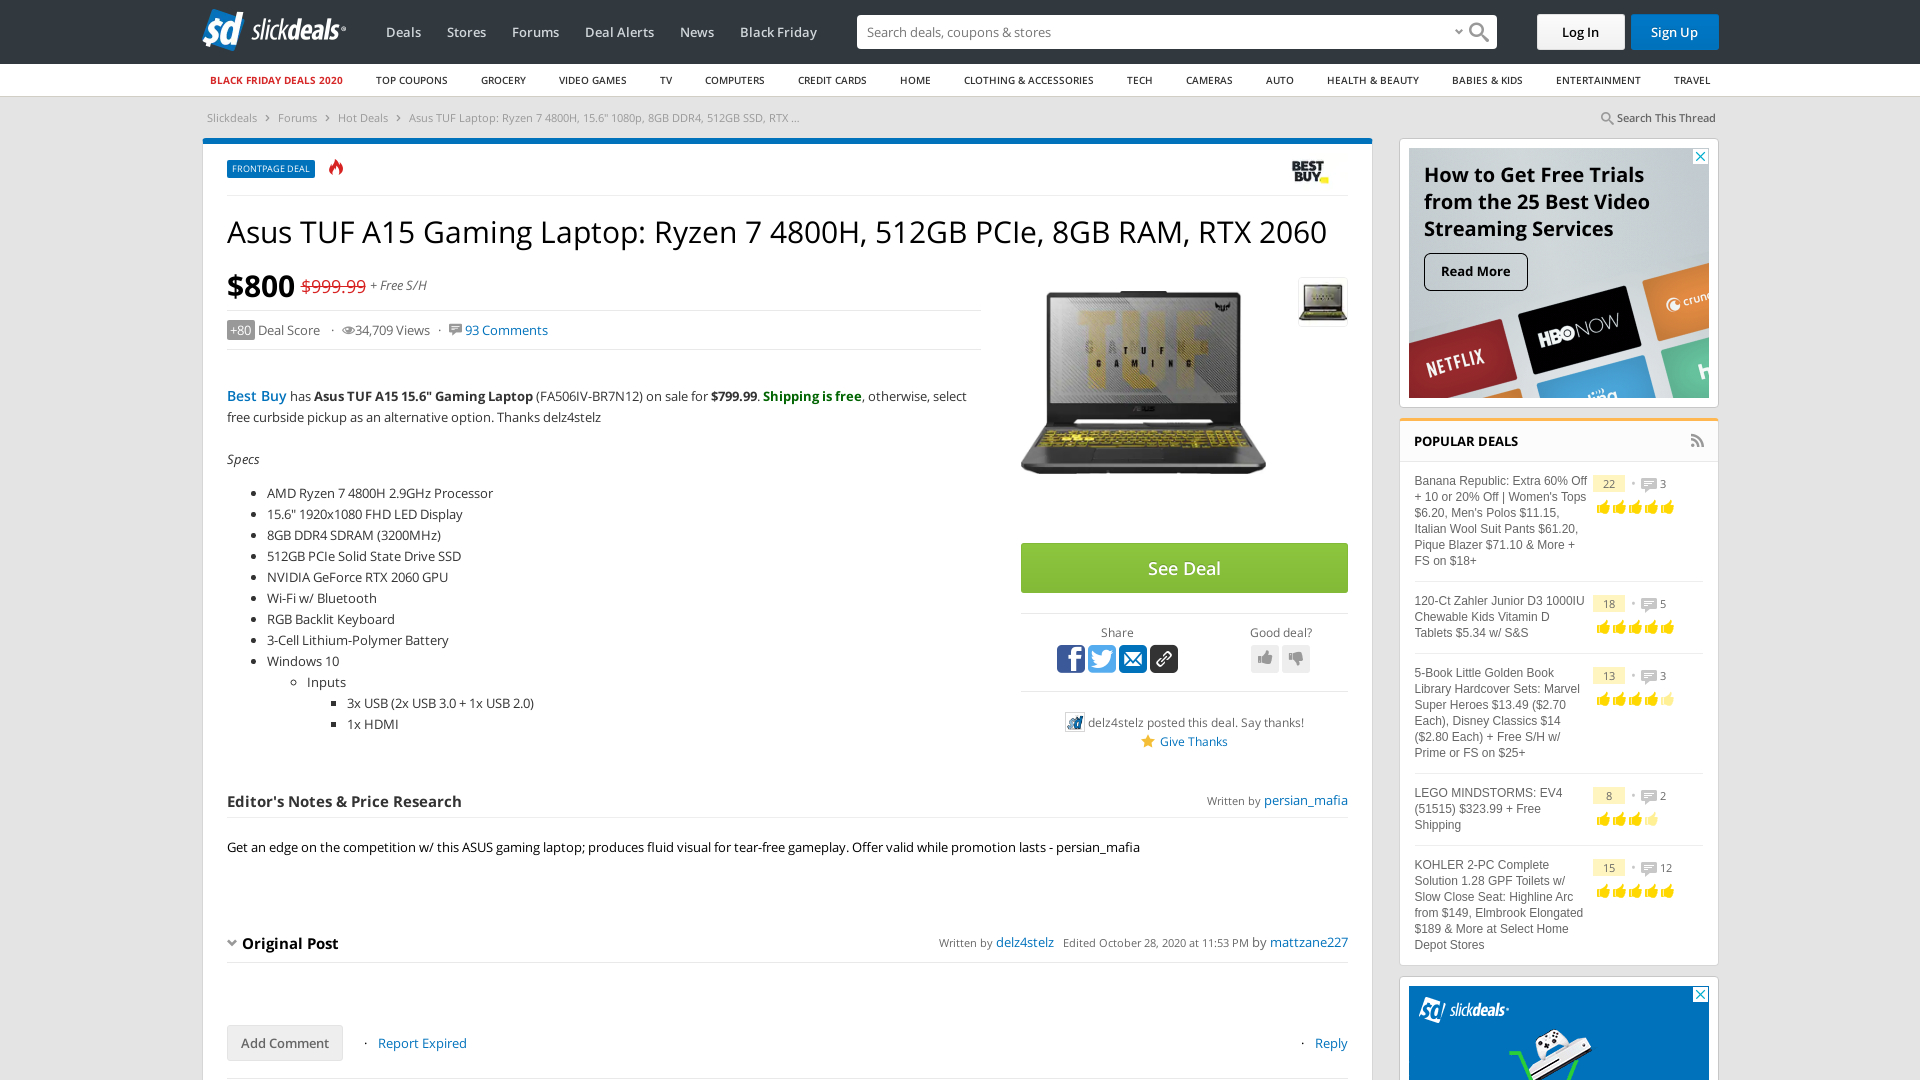 slickdeals
Deals
Stores
Forums
Deal Alerts
News
Black Friday
Search deals, coupons & stores
Log In
Sign Up
BLACK FRIDAY DEALS 2020
TOP COUPONS
GROCERY
VIDEO GAMES
TV
COMPUTERS
CREDIT CARDS
HOME
CLOTHING & ACCESSORIES
TECH
CAMERAS
AUTO
HEALTH & BEAUTY
BABIES & KIDS
ENTERTAINMENT
TRAVEL
Slickdeals › Forums › Hot Deals › Asus TUF Laptop: Ryzen 7 4800H, 15.6" 1080p, 8GB DDR4, 512GB SSD, RTX ...
Search This Thread
FRONTPAGE DEAL
BEST BUY
Asus TUF A15 Gaming Laptop: Ryzen 7 4800H, 512GB PCIe, 8GB RAM, RTX 2060
$800 $999.99 + Free S/H
+80 Deal Score · 34,709 Views · 93 Comments
Best Buy has Asus TUF A15 15.6" Gaming Laptop (FA506IV-BR7N12) on sale for $799.99. Shipping is free, otherwise, select
free curbside pickup as an alternative option. Thanks delz4stelz
Specs
AMD Ryzen 7 4800H 2.9GHz Processor
15.6" 1920x1080 FHD LED Display
8GB DDR4 SDRAM (3200MHz)
512GB PCIe Solid State Drive SSD
NVIDIA GeForce RTX 2060 GPU
Wi-Fi w/ Bluetooth
RGB Backlit Keyboard
3-Cell Lithium-Polymer Battery
Windows 10
Inputs
3x USB (2x USB 3.0 + 1x USB 2.0)
1x HDMI
TUF
GAMING
See Deal
Share
Good deal?
delz4stelz posted this deal. Say thanks!
Give Thanks
Editor's Notes & Price Research
Written by persian_mafia
Get an edge on the competition w/ this ASUS gaming laptop; produces fluid visual for tear-free gameplay. Offer valid while promotion lasts - persian_mafia
Original Post
Written by delz4stelz Edited October 28, 2020 at 11:53 PM by mattzane227
Add Comment
· Report Expired
· Reply
How to Get Free Trials
from the 25 Best Video
Streaming Services
Read More
NETFLIX
HBO NOW
crunc
h
ling
POPULAR DEALS
Banana Republic: Extra 60% Off
+ 10 or 20% Off | Women's Tops
$6.20, Men's Polos $11.15,
Italian Wool Suit Pants $61.20,
Pique Blazer $71.10 & More +
FS on $18+
22 • 3
120-Ct Zahler Junior D3 1000IU
Chewable Kids Vitamin D
Tablets $5.34 w/ S&S
18 • 5
5-Book Little Golden Book
Library Hardcover Sets: Marvel
Super Heroes $13.49 ($2.70
Each), Disney Classics $14
($2.80 Each) + Free S/H w/
Prime or FS on $25+
13 • 3
LEGO MINDSTORMS: EV4
(51515) $323.99 + Free
Shipping
8 • 2
KOHLER 2-PC Complete
Solution 1.28 GPF Toilets w/
Slow Close Seat: Highline Arc
from $149, Elmbrook Elongated
$189 & More at Select Home
Depot Stores
15 • 12
slickdeals